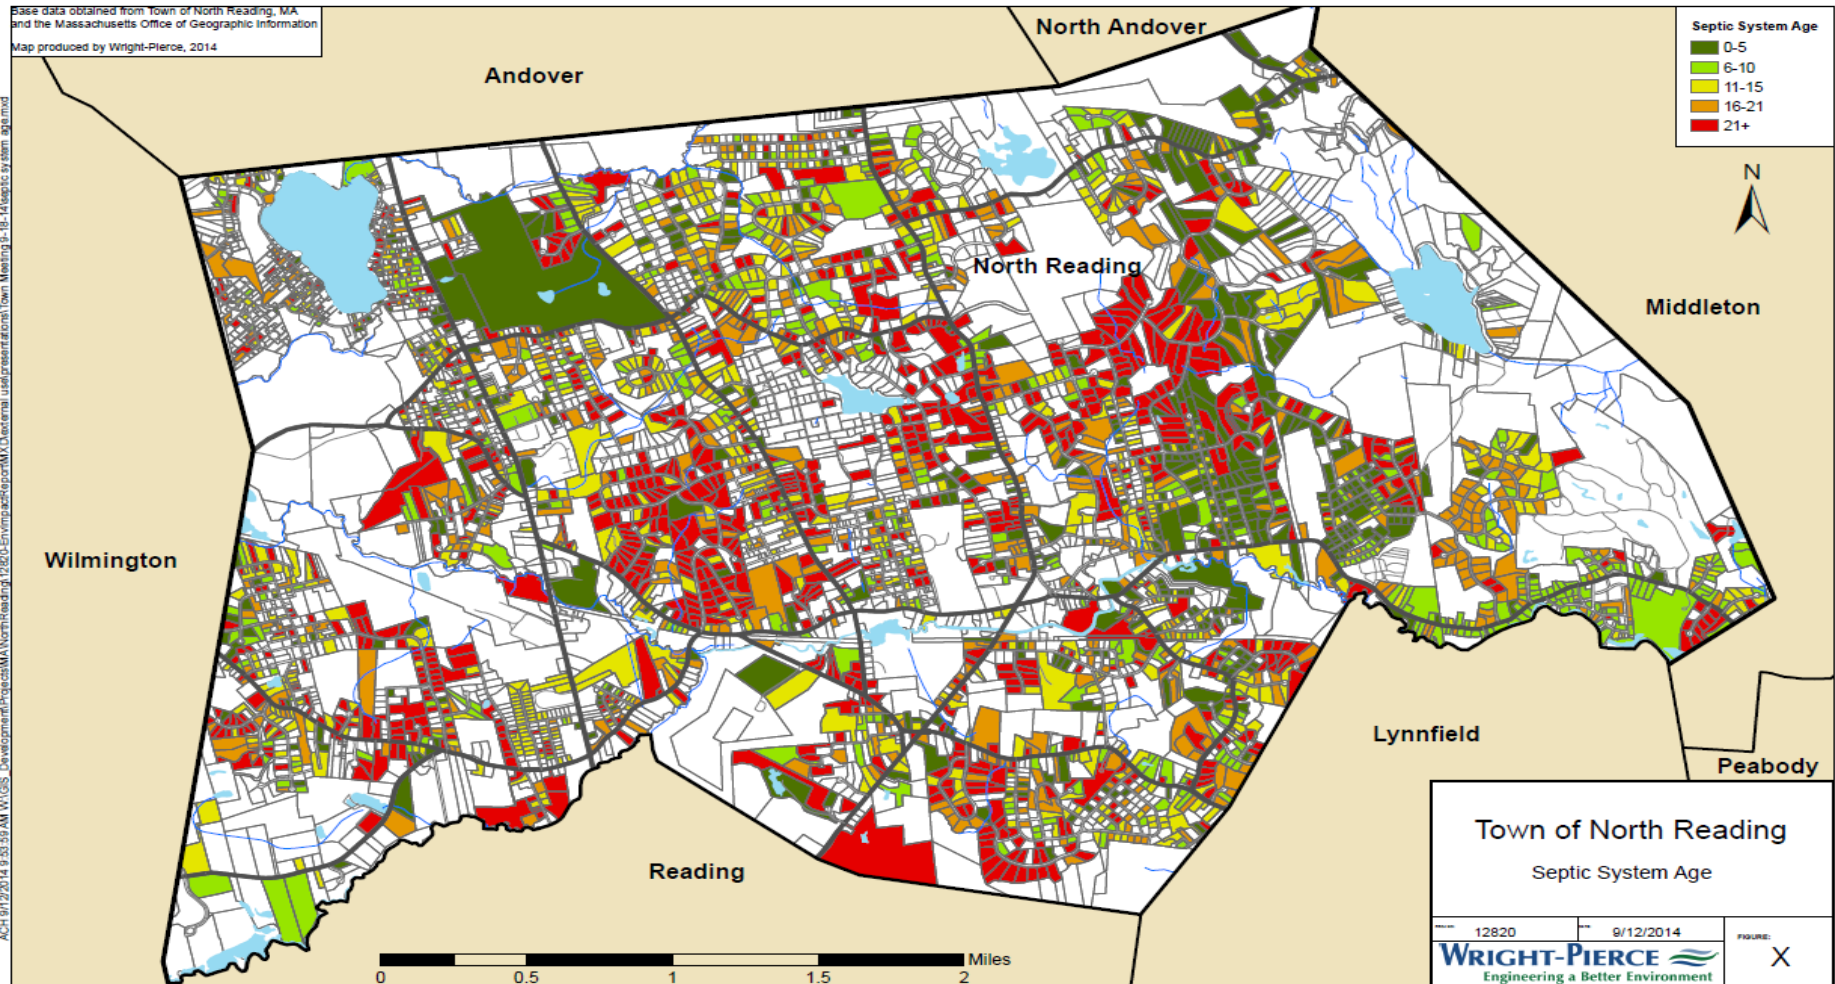 Base data obtained from Town of North Reading, MA
and the Massachusetts Office of Geographic Information
Map produced by Wright-Pierce, 2014
North Andover
Andover
Septic System Age
0-5
6-10
11-15
16-21
21+
N
North Reading
Middleton
Wilmington
Lynnfield
Peabody
Reading
Town of North Reading
Septic System Age
12820
9/12/2014
FIGURE:
X
WRIGHT-PIERCE
Engineering a Better Environment
Miles
0 0.5 1 1.5 2